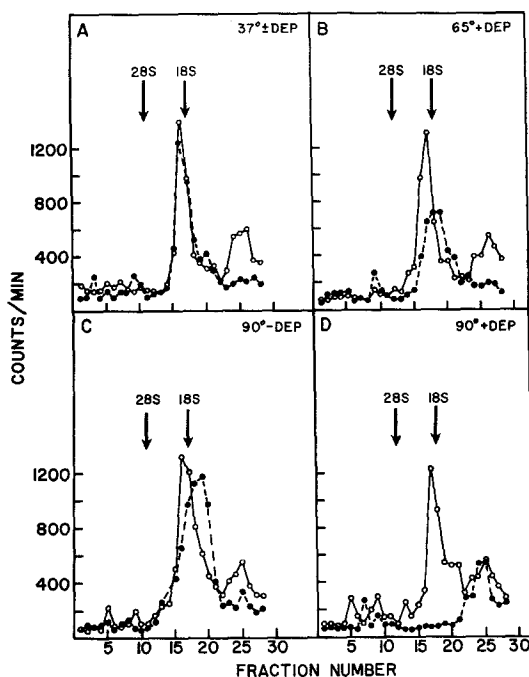 A
37°±DEP
28S 18S
B
65°+DEP
28S 18S
1200
800
400
COUNTS/MIN
C
90°-DEP
28S 18S
D
90°+DEP
28S 18S
1200
800
400
5 10 15 20 25 30
5 10 15 20 25 30
FRACTION NUMBER